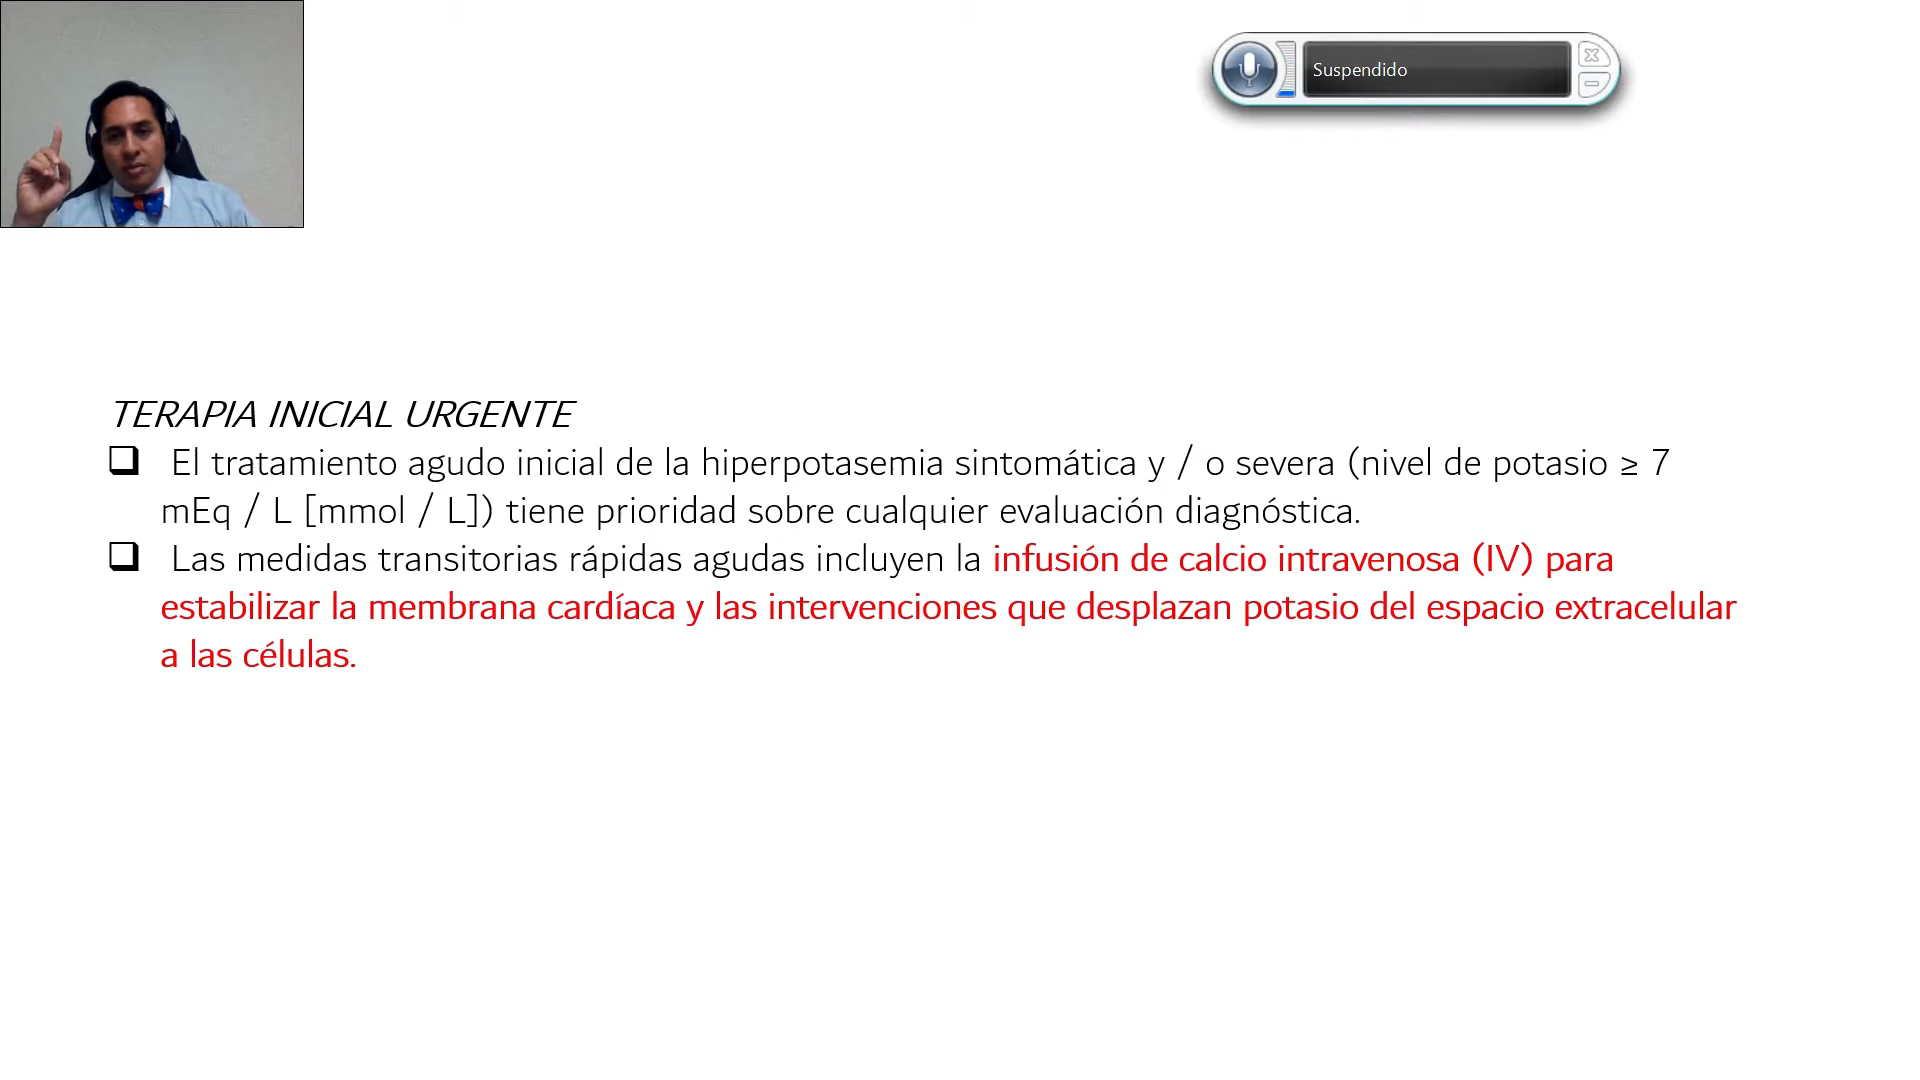 Suspendido
TERAPIA INICIAL URGENTE
El tratamiento agudo inicial de la hiperpotasemia sintomática y / o severa (nivel de potasio ≥ 7
mEq / L [mmol / L]) tiene prioridad sobre cualquier evaluación diagnóstica.
Las medidas transitorias rápidas agudas incluyen la infusión de calcio intravenosa (IV) para
estabilizar la membrana cardíaca y las intervenciones que desplazan potasio del espacio extracelular
a las células.